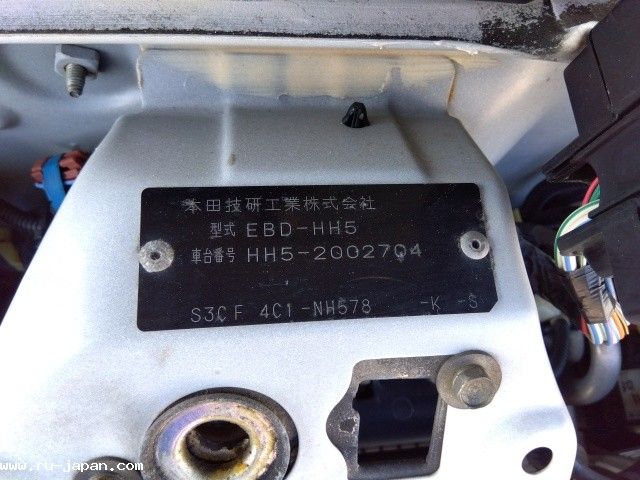 本田技研工業株式会社
型式 EBD-HH5
車台番号 HH5-2002704
S3CF 4C1-NH578 -K -S
www.ru-japan.com